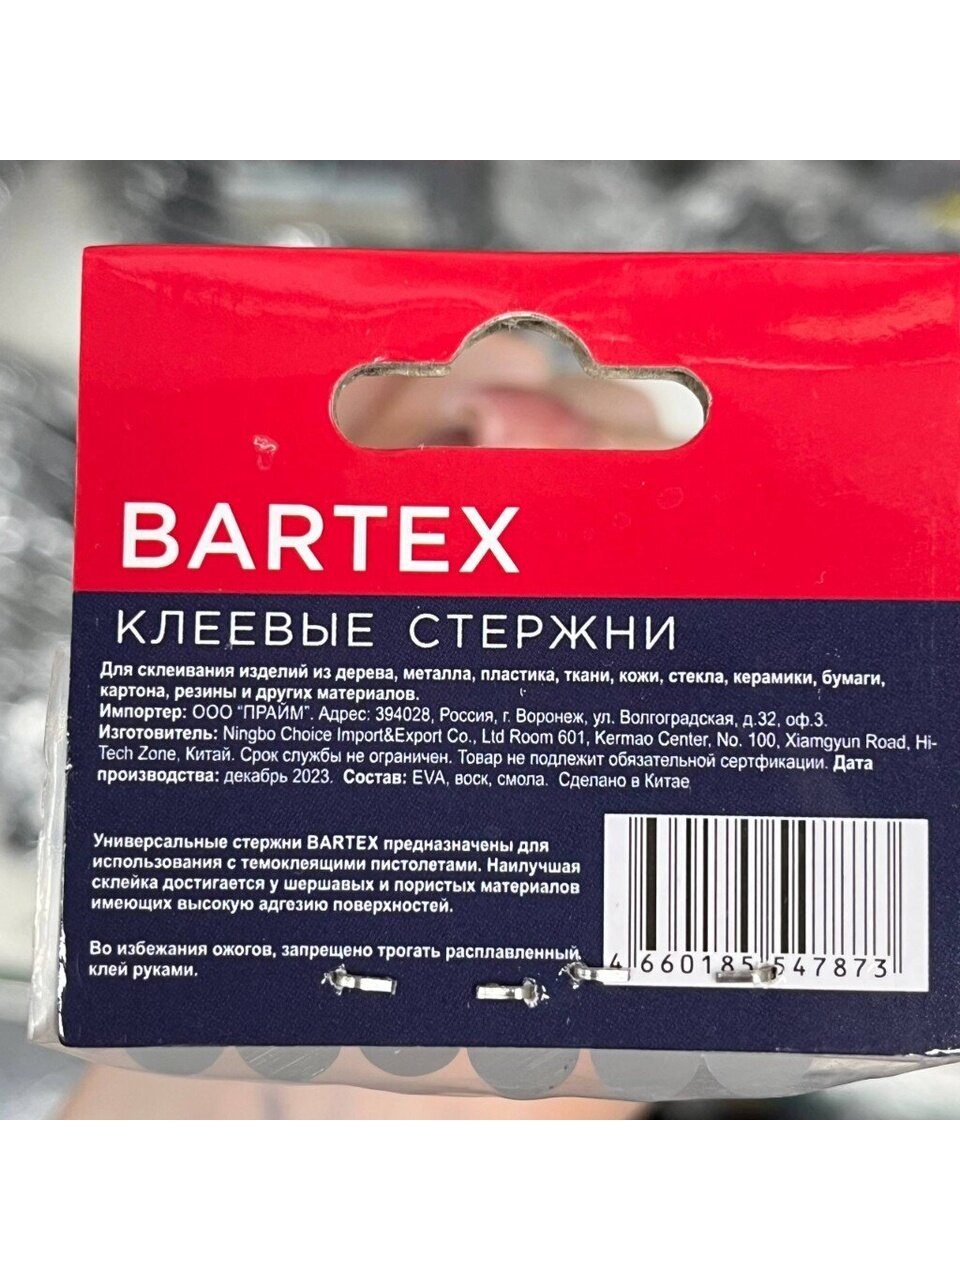 BARTEX
КЛЕЕВЫЕ СТЕРЖНИ
Для склеивания изделий из дерева, металла, пластика, ткани, кожи, стекла, керамики, бумаги,
картона, резины и других материалов.
Импортер: ООО "ПРАЙМ". Адрес: 394028, Россия, г. Воронеж, ул. Волгоградская, д.32, оф.3.
Изготовитель: Ningbo Choice Import&Export Co., Ltd Room 601, Kermao Center, No. 100, Xiamgyun Road, Hi-
Tech Zone, Китай. Срок службы не ограничен. Товар не подлежит обязательной сертфикации. Дата
производства: декабрь 2023. Состав: EVA, воск, смола. Сделано в Китае
Универсальные стержни BARTEX предназначены для
использования с темоклеящими пистолетами. Наилучшая
склейка достигается у шершавых и пористых материалов
имеющих высокую адгезию поверхностей.
Во избежания ожогов, запрещено трогать расплавленный
клей руками.
4 660185 547873